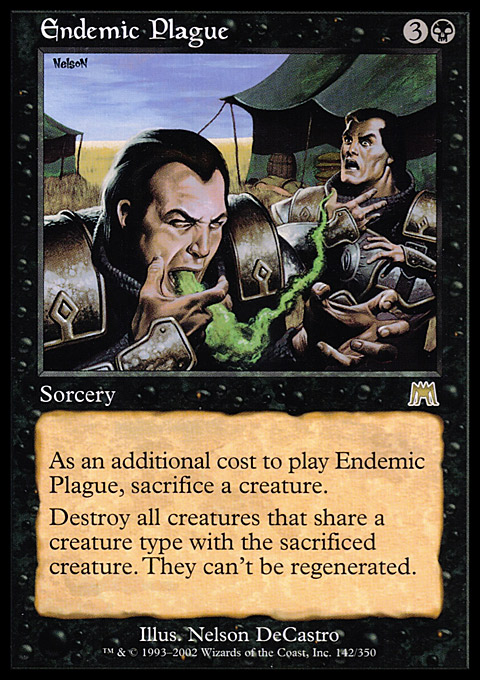 Endemic Plague 3
NelsoN
Sorcery
As an additional cost to play Endemic
Plague, sacrifice a creature.
Destroy all creatures that share a
creature type with the sacrificed
creature. They can't be regenerated.
Illus. Nelson DeCastro
™ & © 1993–2002 Wizards of the Coast, Inc. 142/350